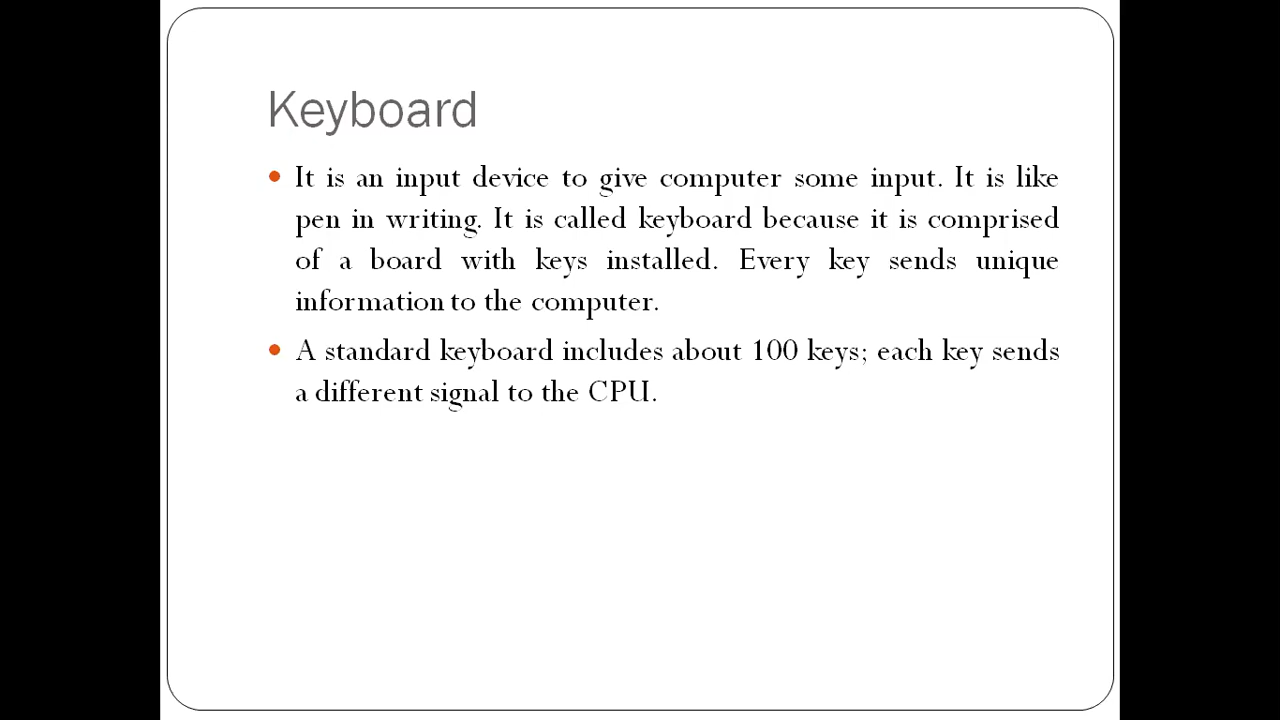 Keyboard
It is an input device to give computer some input. It is like
pen in writing. It is called keyboard because it is comprised
of a board with keys installed. Every key sends unique
information to the computer.
A standard keyboard includes about 100 keys; each key sends
a different signal to the CPU.